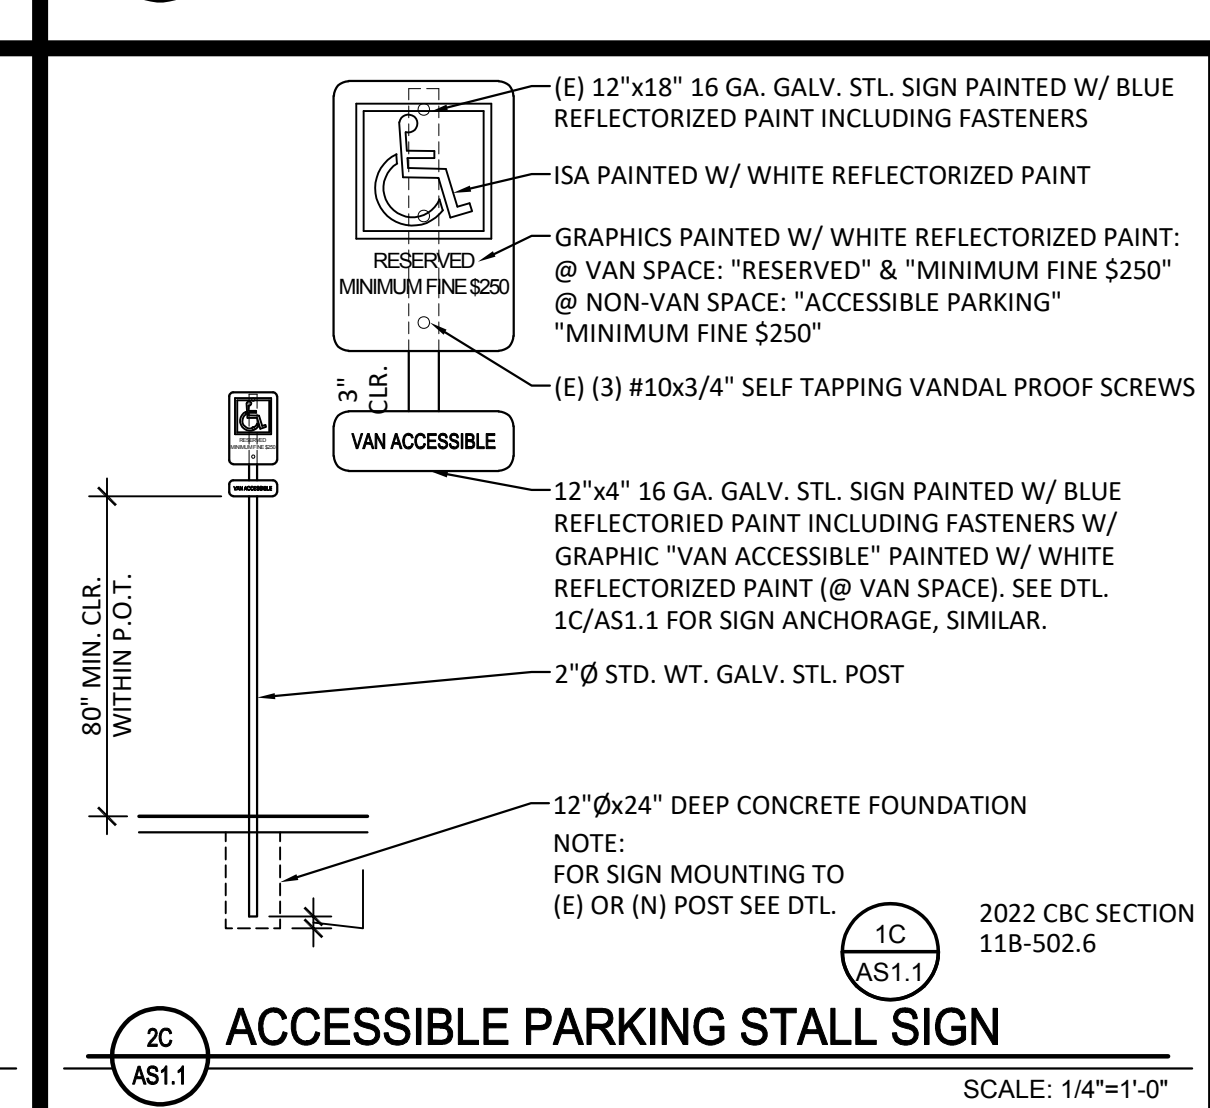 (E) 12"x18" 16 GA. GALV. STL. SIGN PAINTED W/ BLUE
REFLECTORIZED PAINT INCLUDING FASTENERS
ISA PAINTED W/ WHITE REFLECTORIZED PAINT
GRAPHICS PAINTED W/ WHITE REFLECTORIZED PAINT:
@ VAN SPACE: "RESERVED" & "MINIMUM FINE $250"
@ NON-VAN SPACE: "ACCESSIBLE PARKING"
"MINIMUM FINE $250"
RESERVED
MINIMUM FINE $250
(E) (3) #10x3/4" SELF TAPPING VANDAL PROOF SCREWS
3"
CLR.
VAN ACCESSIBLE
RESERVED
MINIMUM FINE $250
VAN ACCESSIBLE
12"x4" 16 GA. GALV. STL. SIGN PAINTED W/ BLUE
REFLECTORIED PAINT INCLUDING FASTENERS W/
GRAPHIC "VAN ACCESSIBLE" PAINTED W/ WHITE
REFLECTORIZED PAINT (@ VAN SPACE). SEE DTL.
1C/AS1.1 FOR SIGN ANCHORAGE, SIMILAR.
80" MIN. CLR.
WITHIN P.O.T.
2"Ø STD. WT. GALV. STL. POST
12"Øx24" DEEP CONCRETE FOUNDATION
NOTE:
FOR SIGN MOUNTING TO
(E) OR (N) POST SEE DTL.
1C
AS1.1
2022 CBC SECTION
11B-502.6
2C
AS1.1
ACCESSIBLE PARKING STALL SIGN
SCALE: 1/4"=1'-0"